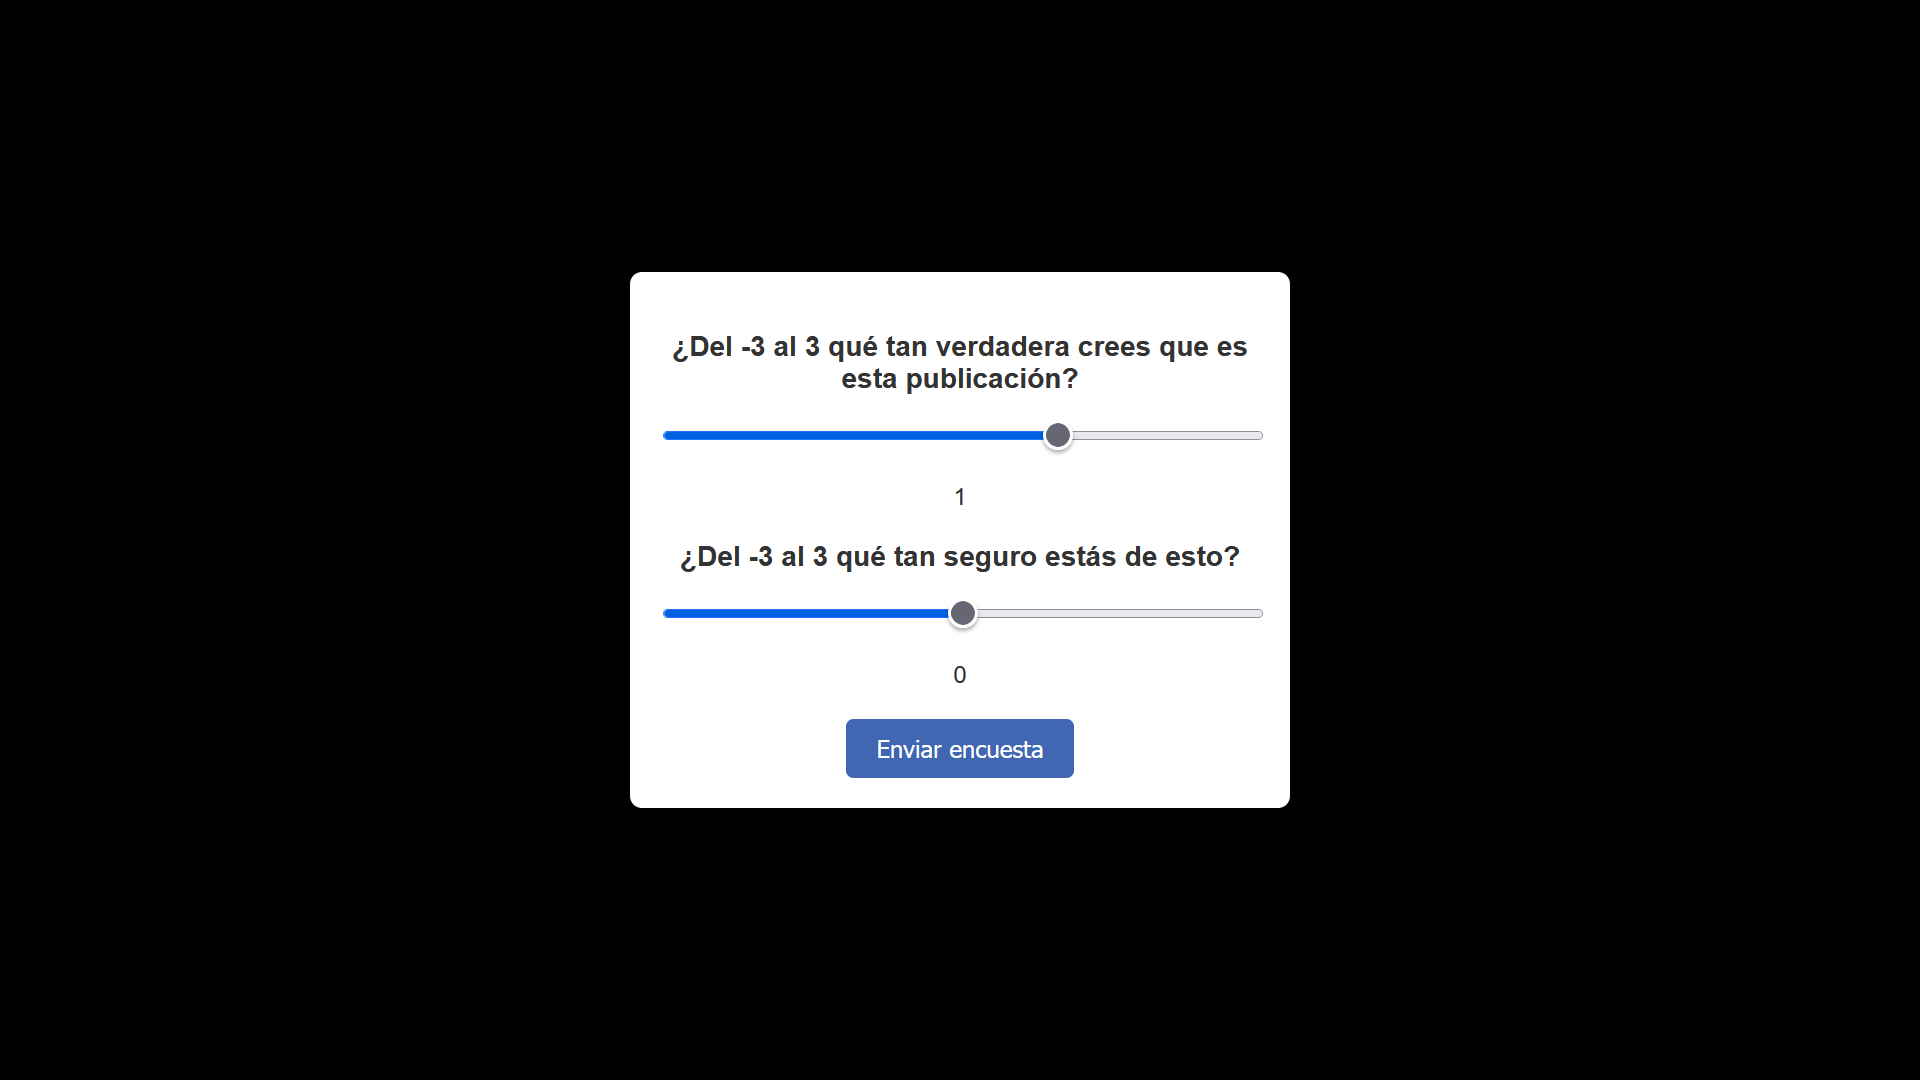 ¿Del -3 al 3 qué tan verdadera crees que es
esta publicación?
1
¿Del -3 al 3 qué tan seguro estás de esto?
0
Enviar encuesta